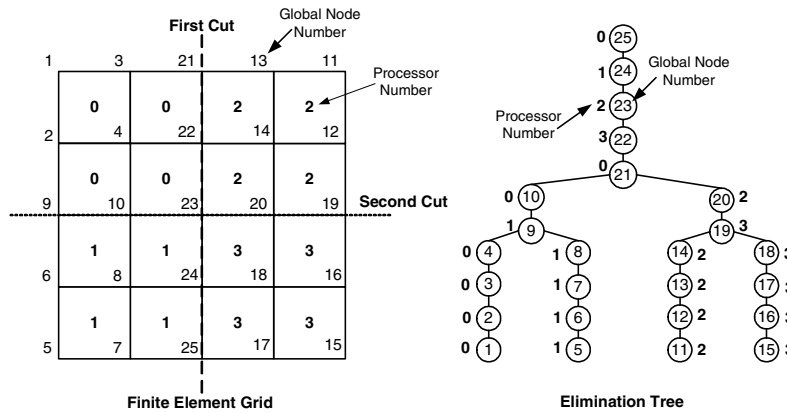 First Cut
Global Node
Number
1 3 21 13 11
Processor
Number
0 0 2 2
2 4 22 14 12
0 0 2 2
9 10 23 20 19
Second Cut
1 1 3 3
6 8 24 18 16
1 1 3 3
5 7 25 17 15
Finite Element Grid
0 25
1 24
Global Node
Number
2 23
Processor
Number
3 22
0 21
0 10 20 2
1 9 19 3
0 4 1 8 14 2 18 3
0 3 1 7 13 2 17 3
0 2 1 6 12 2 16 3
0 1 1 5 11 2 15 3
Elimination Tree